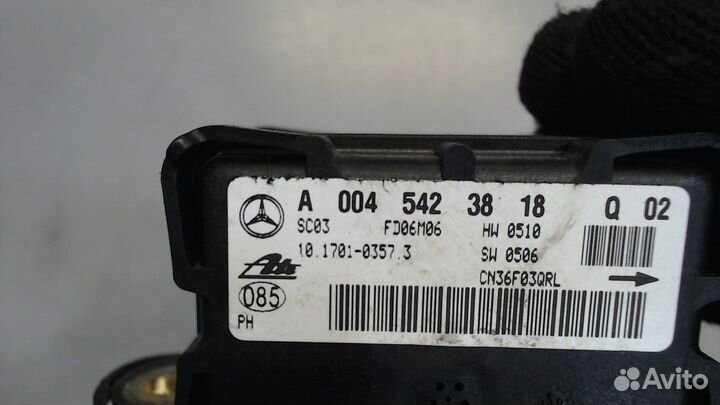 A 004 542 38 18 Q 02
SC03 FD06M06 HW 0510
10.1701-0357.3 SW 0506
Ate CN36F03QRL
085
PH
Avito